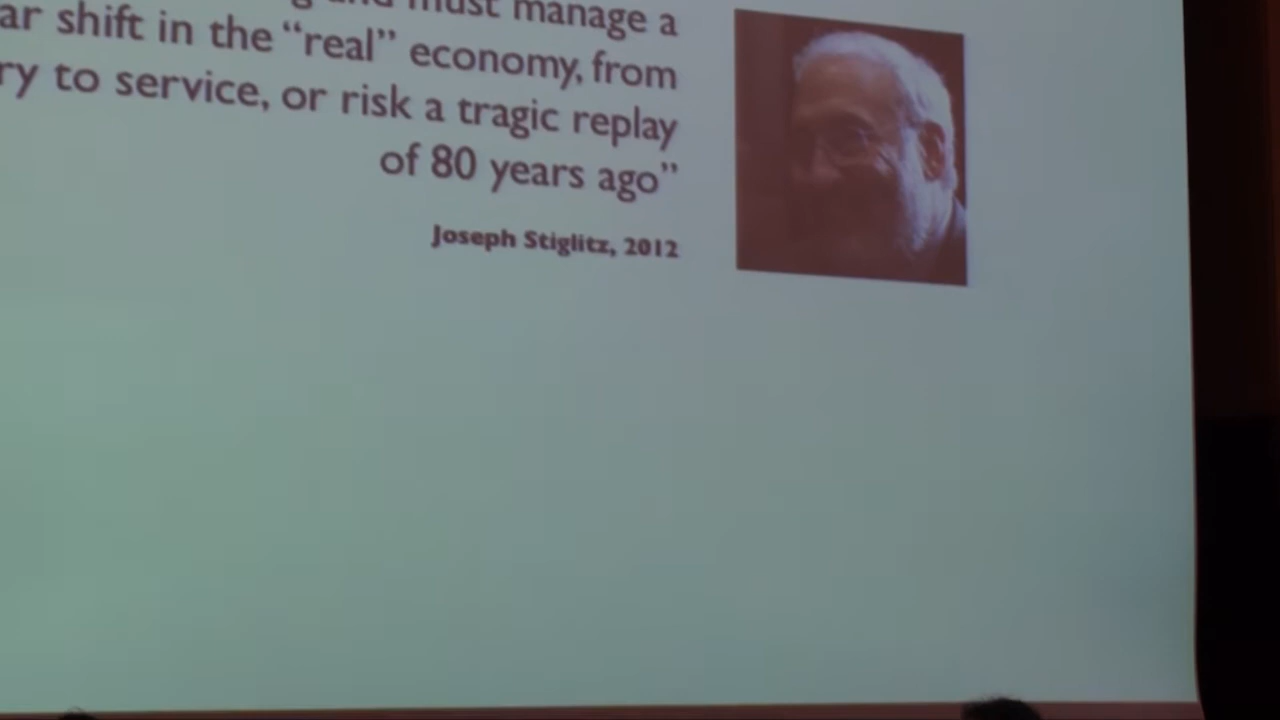 must manage a
ar shift in the “real” economy, from
ry to service, or risk a tragic replay
of 80 years ago”
Joseph Stiglitz, 2012